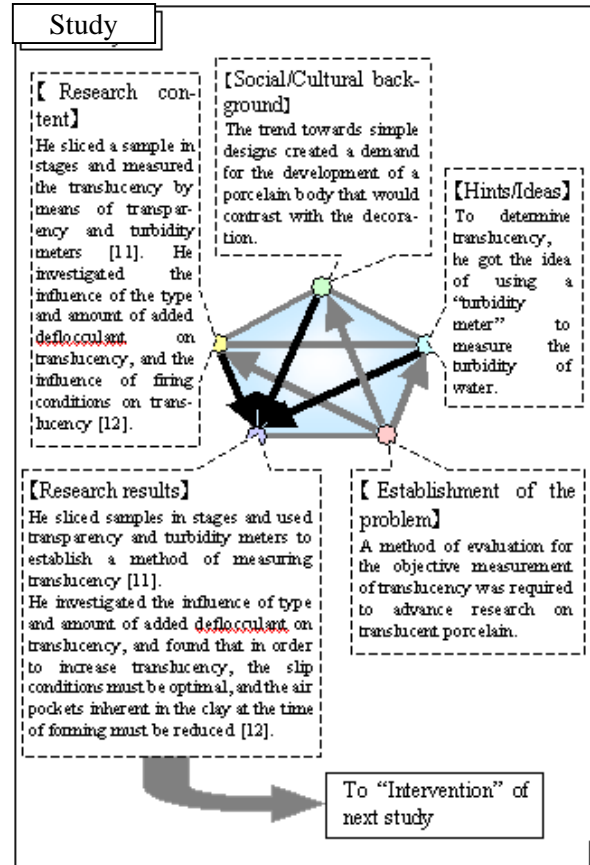 Study
【 Research con-
tent】
He sliced a sample in
stages and measured
the translucency by
means of transpar-
ency and turbidity
meters [11]. He
investigated the
influence of the type
and amount of added
deflocculant on
translucency, and the
influence of firing
conditions on trans-
lucency [12].
【Social/Cultural back-
ground】
The trend towards simple
designs created a demand
for the development of a
porcelain body that would
contrast with the decora-
tion.
【Hints/Ideas】
To determine
translucency,
he got the idea
of using a
“turbidity
meter” to
measure the
turbidity of
water.
【Research results】
He sliced samples in stages and used
transparency and turbidity meters to
establish a method of measuring
translucency [11].
He investigated the influence of type
and amount of added deflocculant on
translucency, and found that in order
to increase translucency, the slip
conditions must be optimal, and the air
pockets inherent in the clay at the time
of forming must be reduced [12].
【 Establishment of the
problem】
A method of evaluation for
the objective measurement
of translucency was required
to advance research on
translucent porcelain.
To “Intervention” of
next study